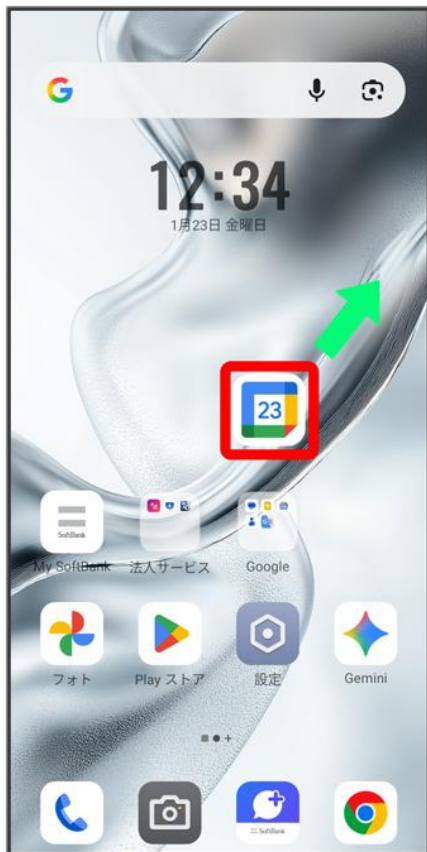 12:34
1月23日 金曜日
23
SoftBank
My SoftBank
法人サービス
Google
フォト
Play ストア
設定
Gemini
SoftBank